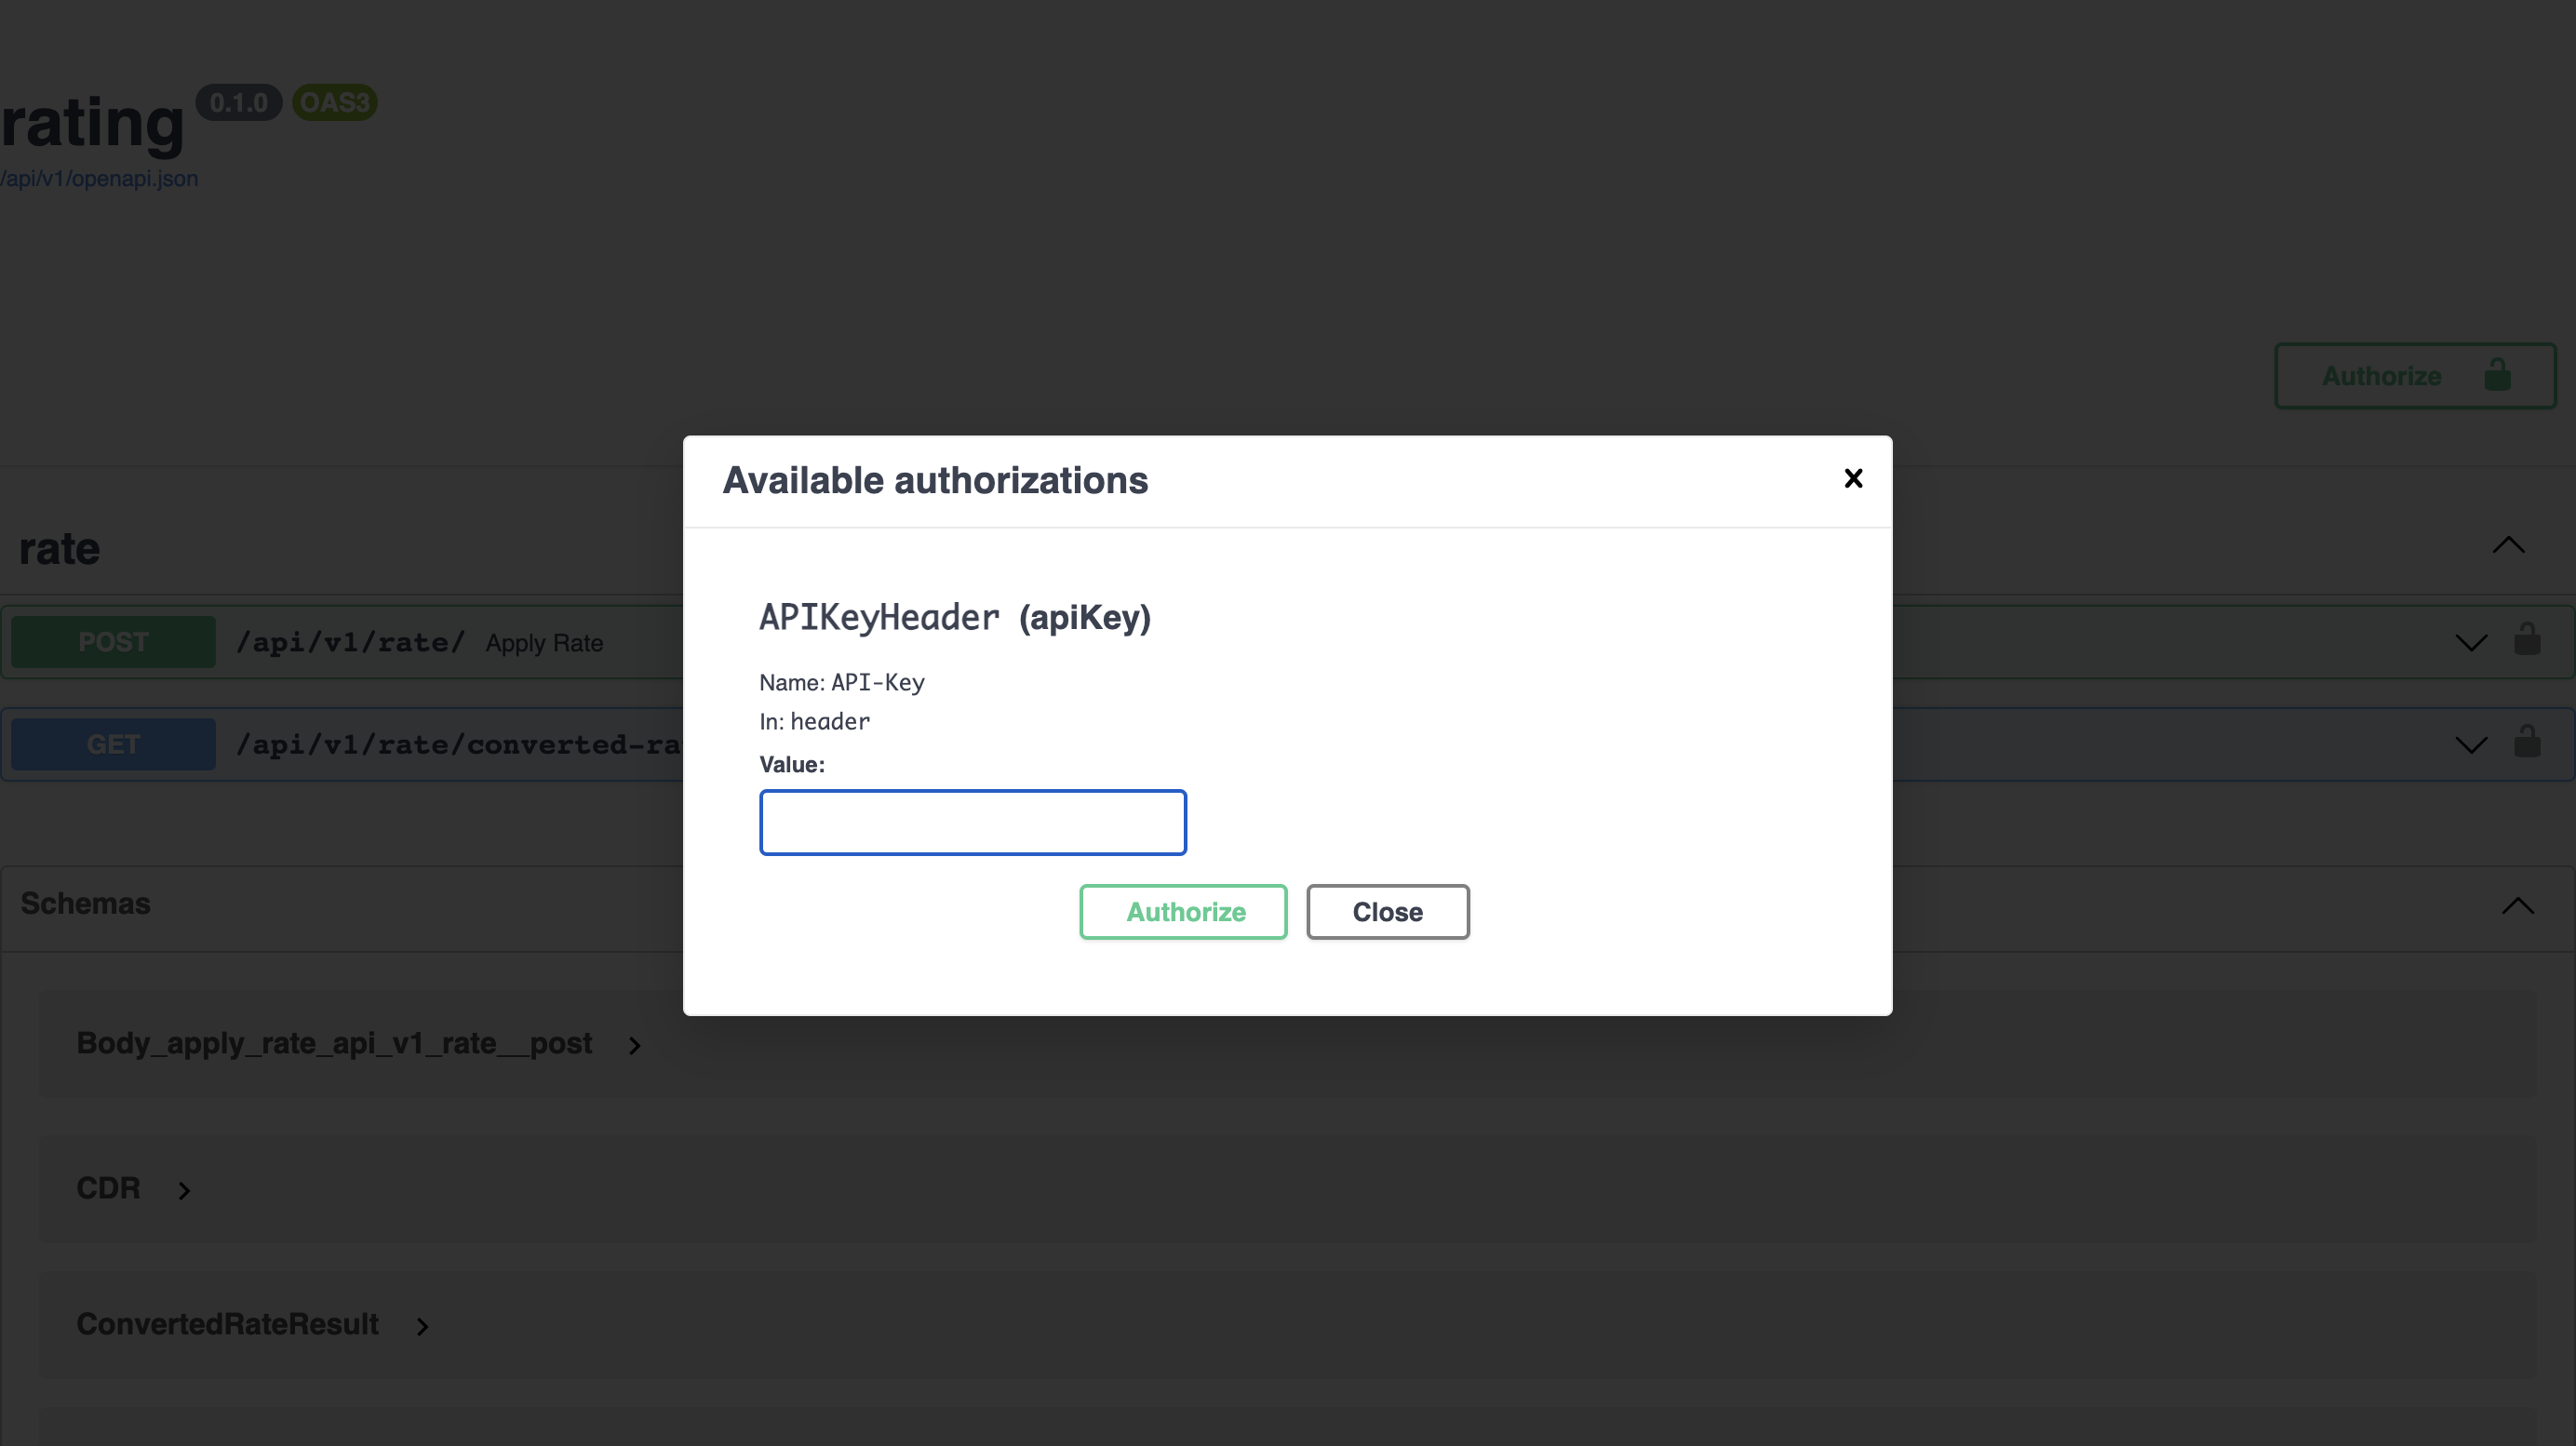 rating 0.1.0 OAS3
/api/v1/openapi.json
Authorize
Available authorizations
rate
APIKeyHeader (apiKey)
POST /api/v1/rate/ Apply Rate
Name: API-Key
In: header
GET /api/v1/rate/converted-ra
Value:
Schemas
Authorize Close
Body_apply_rate_api_v1_rate__post
CDR
ConvertedRateResult